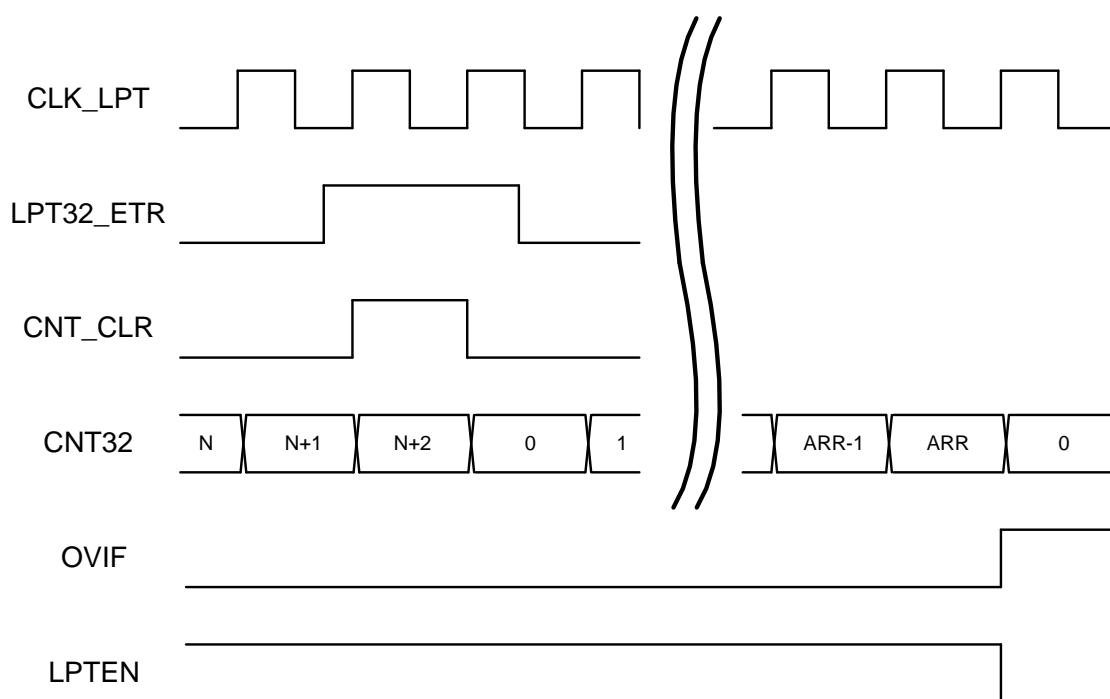 CLK_LPT
LPT32_ETR
CNT_CLR
CNT32 N N+1 N+2 0 1 ARR-1 ARR 0
OVIF
LPTEN